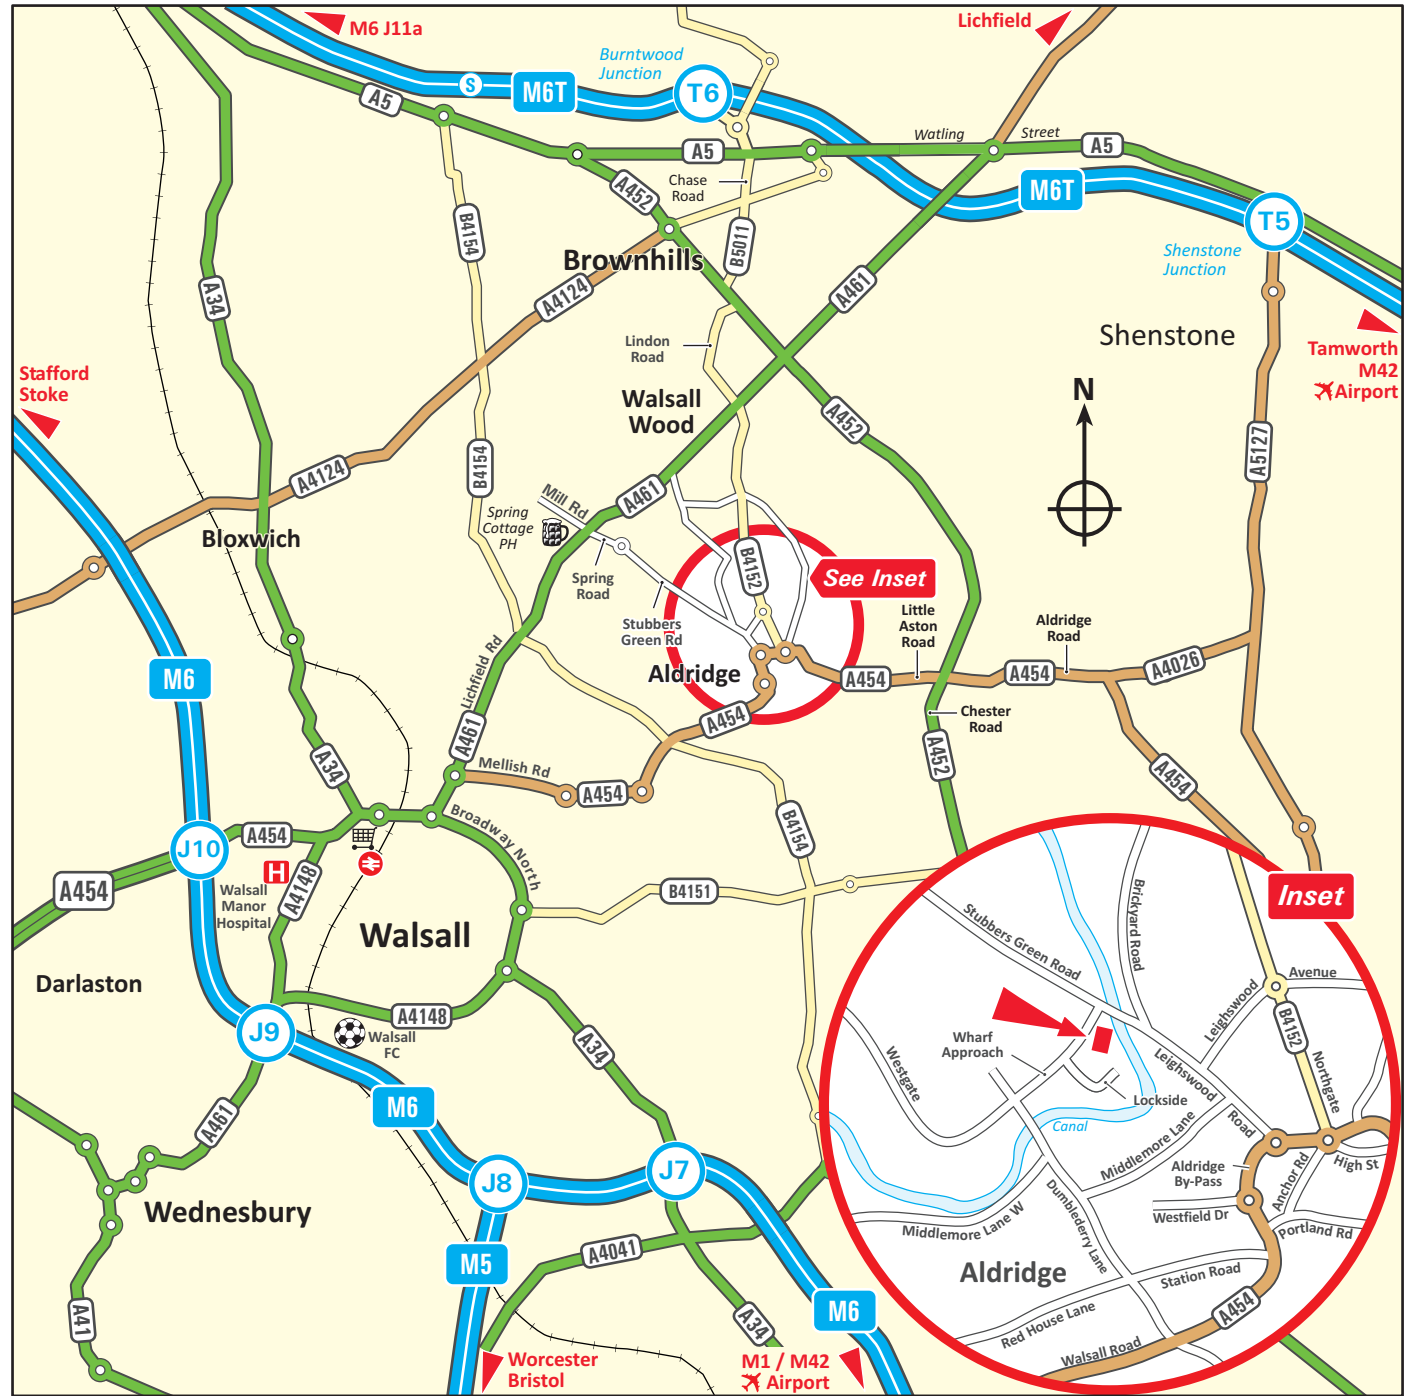 M6 J11a
Lichfield
Burntwood
Junction
T6
S
M6T
A5
A5
Watling
Street
A5
M6T
T5
Shenstone
Junction
Chase
Road
A452
B4154
B5011
Brownhills
A34
A4124
A461
Lindon
Road
Shenstone
Tamworth
M42
Airport
Stafford
Stoke
N
Walsall
Wood
A452
A5127
A4124
B4154
A461
Mill Rd
Spring
Cottage
PH
Bloxwich
Spring
Road
B4152
See Inset
Stubbers
Green Rd
Little
Aston
Road
Aldridge
Road
Lichfield Rd
Aldridge
A454
A454
A4026
M6
A454
Chester
Road
A461
A34
Mellish Rd
A454
A452
A454
B4154
Broadway North
A454
J10
H
A454
Walsall
Manor
Hospital
A4148
B4151
Walsall
Darlaston
A4148
J9
Walsall
FC
A34
M6
A461
J8
J7
Wednesbury
M5
A4041
A41
A34
M6
Worcester
Bristol
M1 / M42
Airport
Inset
Stubbers Green Road
Brickyard Road
Leighswood
Avenue
B4152
Northgate
Wharf
Approach
Westgate
Leighswood
Road
Lockside
Canal
Middlemore Lane
Aldridge
By-Pass
Anchor Rd
High St
Westfield Dr
Portland Rd
Middlemore Lane W
Dumblederry Lane
Aldridge
Station Road
Red House Lane
A454
Walsall Road